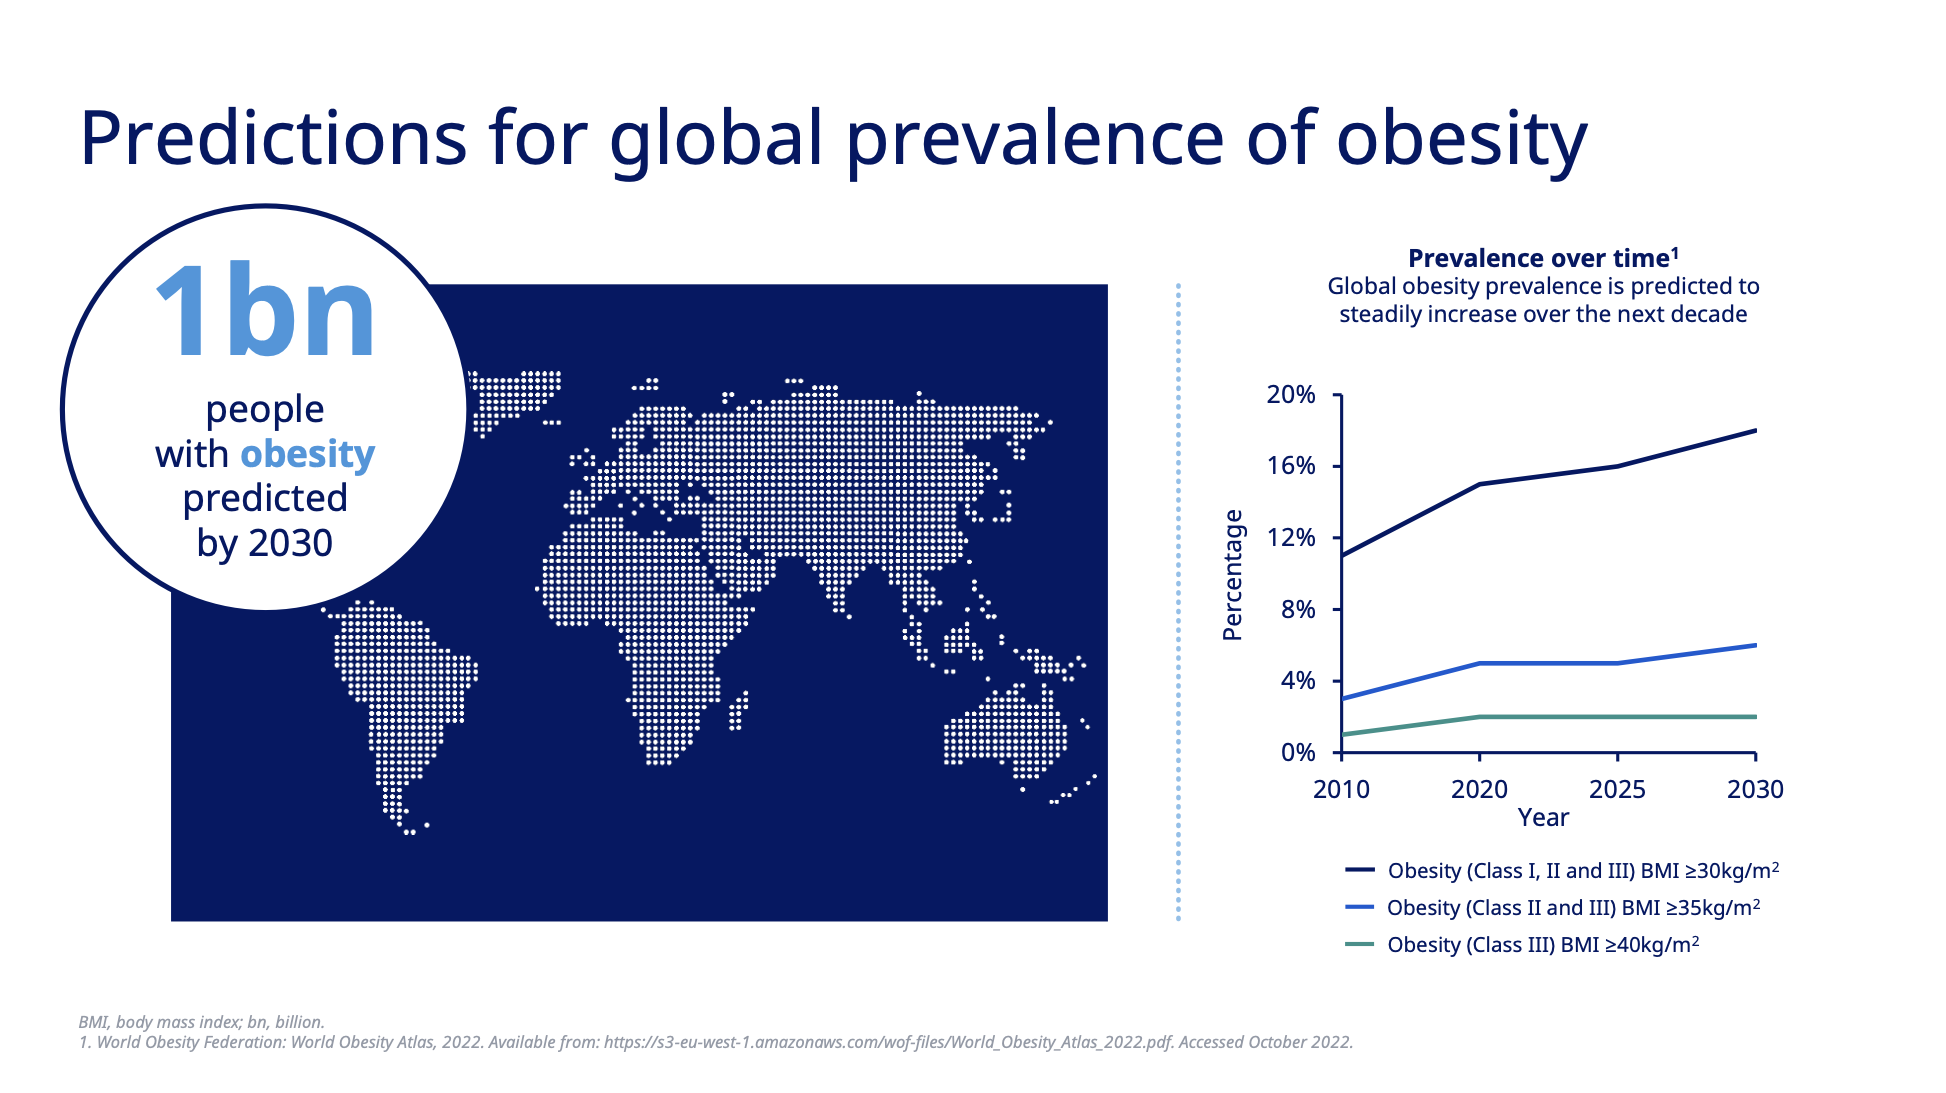 Predictions for global prevalence of obesity
1bn
people
with obesity
predicted
by 2030
Prevalence over time¹
Global obesity prevalence is predicted to
steadily increase over the next decade
Percentage
20%
16%
12%
8%
4%
0%
2010 2020 2025 2030
Year
Obesity (Class I, II and III) BMI ≥30kg/m²
Obesity (Class II and III) BMI ≥35kg/m²
Obesity (Class III) BMI ≥40kg/m²
BMI, body mass index; bn, billion.
1. World Obesity Federation: World Obesity Atlas, 2022. Available from: https://s3-eu-west-1.amazonaws.com/wof-files/World_Obesity_Atlas_2022.pdf. Accessed October 2022.